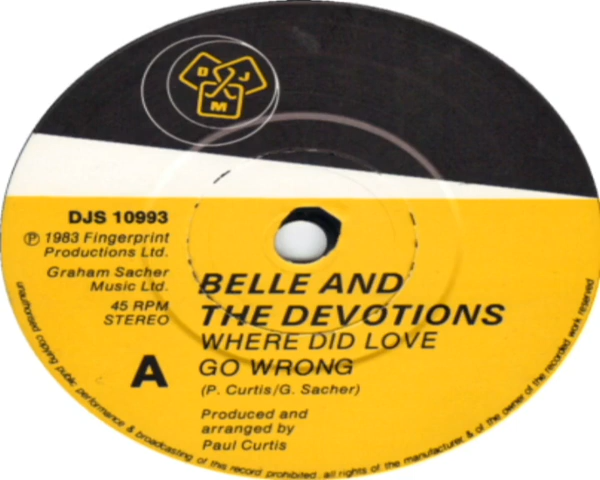 D J
M
DJS 10993
Ⓟ 1983 Fingerprint
Productions Ltd.
Graham Sacher
Music Ltd.
45 RPM
STEREO
A
BELLE AND
THE DEVOTIONS
WHERE DID LOVE
GO WRONG
(P. Curtis/G. Sacher)
Produced and
arranged by
Paul Curtis
unauthorised copying public performance & broadcasting of this record prohibited. all rights of the manufacturer & of the owner of the recorded work reserved